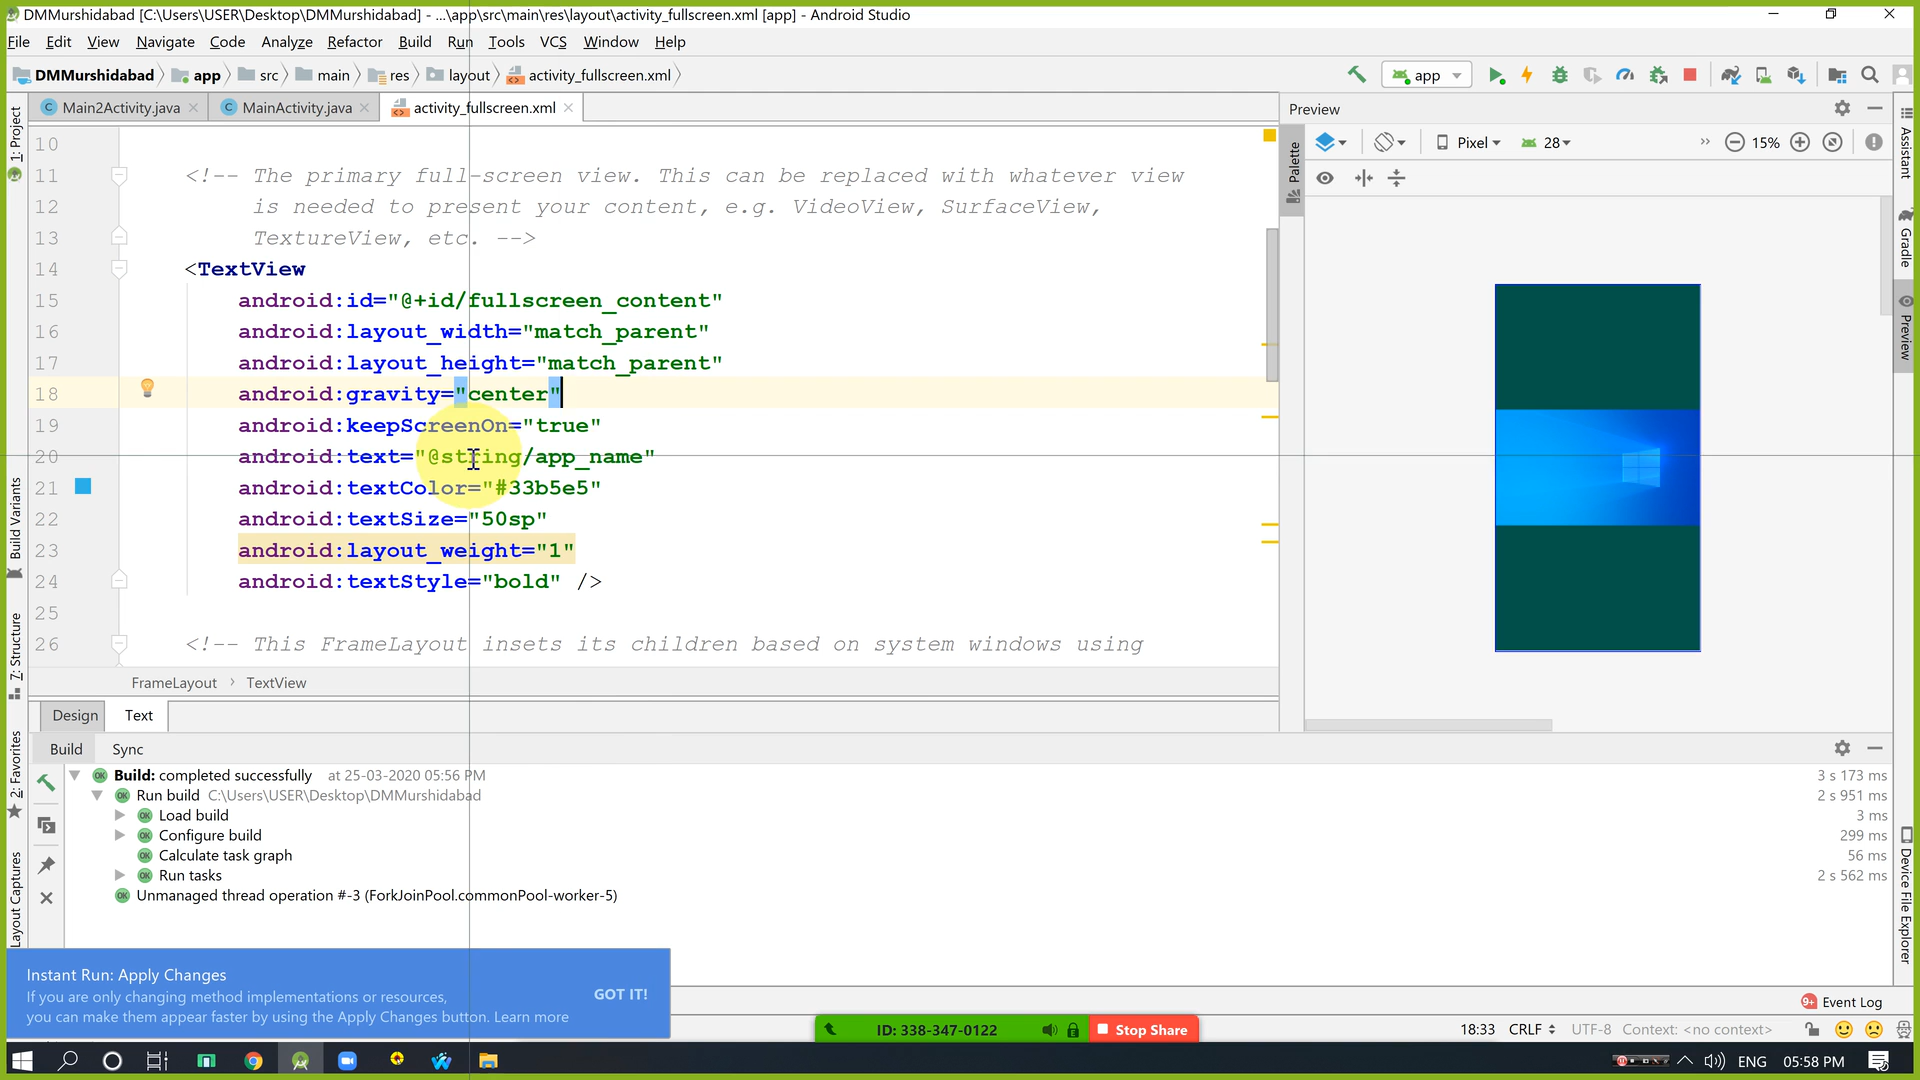 DMMurshidabad [C:\Users\USER\Desktop\DMMurshidabad] - ...\app\src\main\res\layout\activity_fullscreen.xml [app] - Android Studio
File Edit View Navigate Code Analyze Refactor Build Run Tools VCS Window Help
DMMurshidabad app src main res layout activity_fullscreen.xml
app
Main2Activity.java MainActivity.java activity_fullscreen.xml
Preview
Pixel 28 15%
Palette
1: Project
Build Variants
7: Structure
2: Favorites
Layout Captures
Assistant
Gradle
Preview
Device File Explorer
10
11 <!-- The primary full-screen view. This can be replaced with whatever view
12 is needed to present your content, e.g. VideoView, SurfaceView,
13 TextureView, etc. -->
14 <TextView
15 android:id="@+id/fullscreen_content"
16 android:layout_width="match_parent"
17 android:layout_height="match_parent"
18 android:gravity="center"
19 android:keepScreenOn="true"
20 android:text="@string/app_name"
21 android:textColor="#33b5e5"
22 android:textSize="50sp"
23 android:layout_weight="1"
24 android:textStyle="bold" />
25
26 <!-- This FrameLayout insets its children based on system windows using
FrameLayout TextView
Design Text
Build Sync
Build: completed successfully at 25-03-2020 05:56 PM 3 s 173 ms
Run build C:\Users\USER\Desktop\DMMurshidabad 2 s 951 ms
Load build 3 ms
Configure build 299 ms
Calculate task graph 56 ms
Run tasks 2 s 562 ms
Unmanaged thread operation #-3 (ForkJoinPool.commonPool-worker-5)
Instant Run: Apply Changes
If you are only changing method implementations or resources,
you can make them appear faster by using the Apply Changes button. Learn more
GOT IT!
9+ Event Log
ID: 338-347-0122 Stop Share
18:33 CRLF UTF-8 Context: <no context>
ENG 05:58 PM